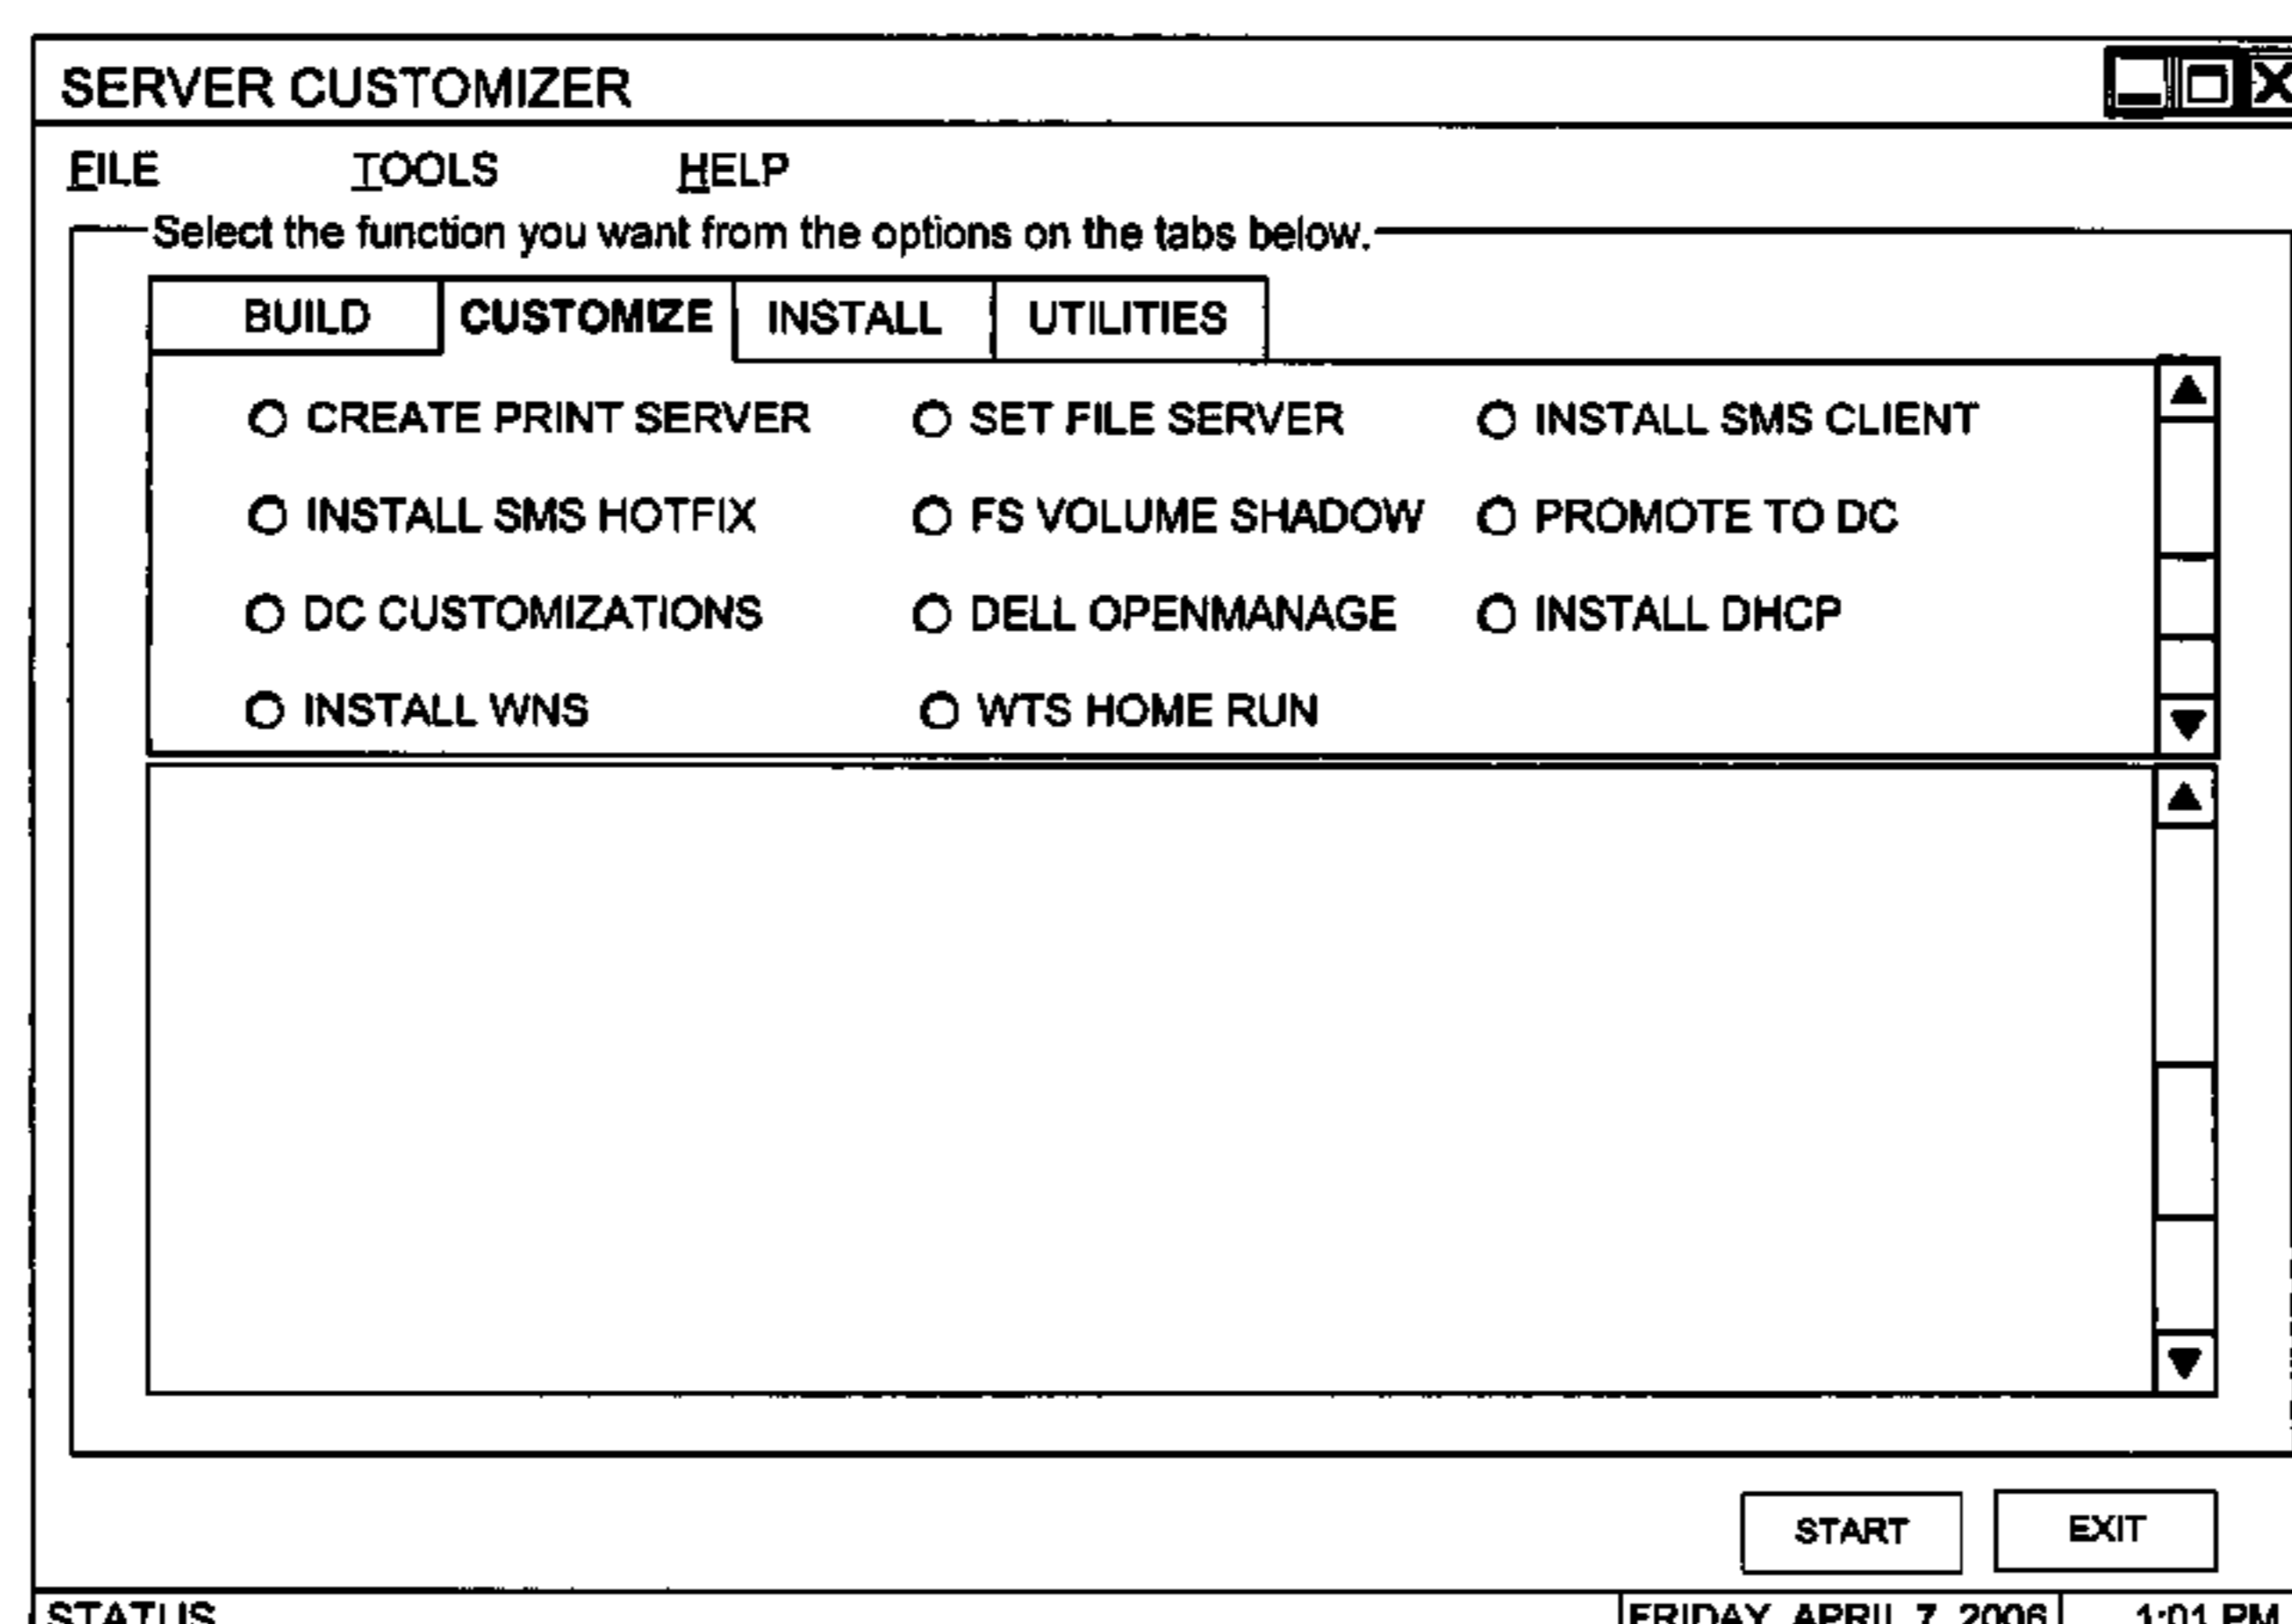 SERVER CUSTOMIZER
FILE TOOLS HELP
Select the function you want from the options on the tabs below.
BUILD CUSTOMIZE INSTALL UTILITIES
CREATE PRINT SERVER SET FILE SERVER INSTALL SMS CLIENT
INSTALL SMS HOTFIX FS VOLUME SHADOW PROMOTE TO DC
DC CUSTOMIZATIONS DELL OPENMANAGE INSTALL DHCP
INSTALL WNS WTS HOME RUN
START EXIT
STATUS FRIDAY, APRIL 7, 2006 1:01 PM